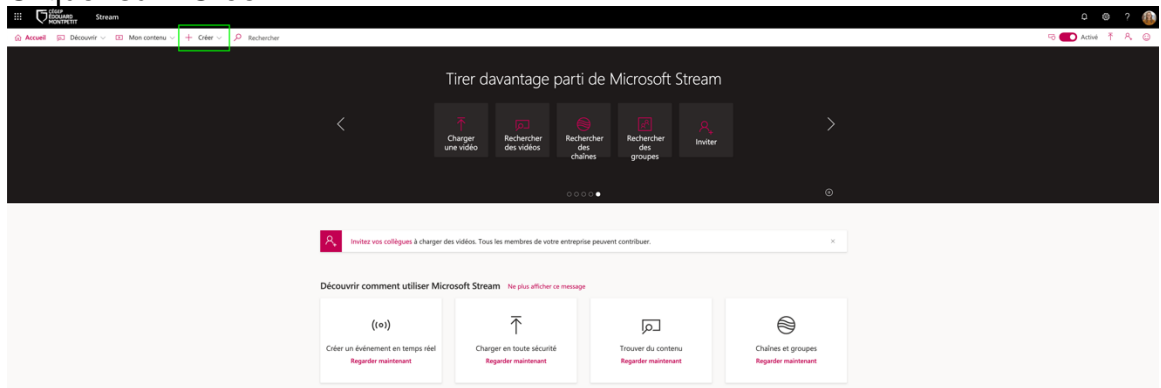 CÉGEP
ÉDOUARD
MONTPETIT
Stream
?
Accueil Découvrir Mon contenu + Créer Rechercher
Activé
Tirer davantage parti de Microsoft Stream
Charger
une vidéo
Rechercher
des vidéos
Rechercher
des
chaînes
Rechercher
des
groupes
Inviter
Invitez vos collègues à charger des vidéos. Tous les membres de votre entreprise peuvent contribuer.
Découvrir comment utiliser Microsoft Stream Ne plus afficher ce message
Créer un événement en temps réel
Regarder maintenant
Charger en toute sécurité
Regarder maintenant
Trouver du contenu
Regarder maintenant
Chaînes et groupes
Regarder maintenant